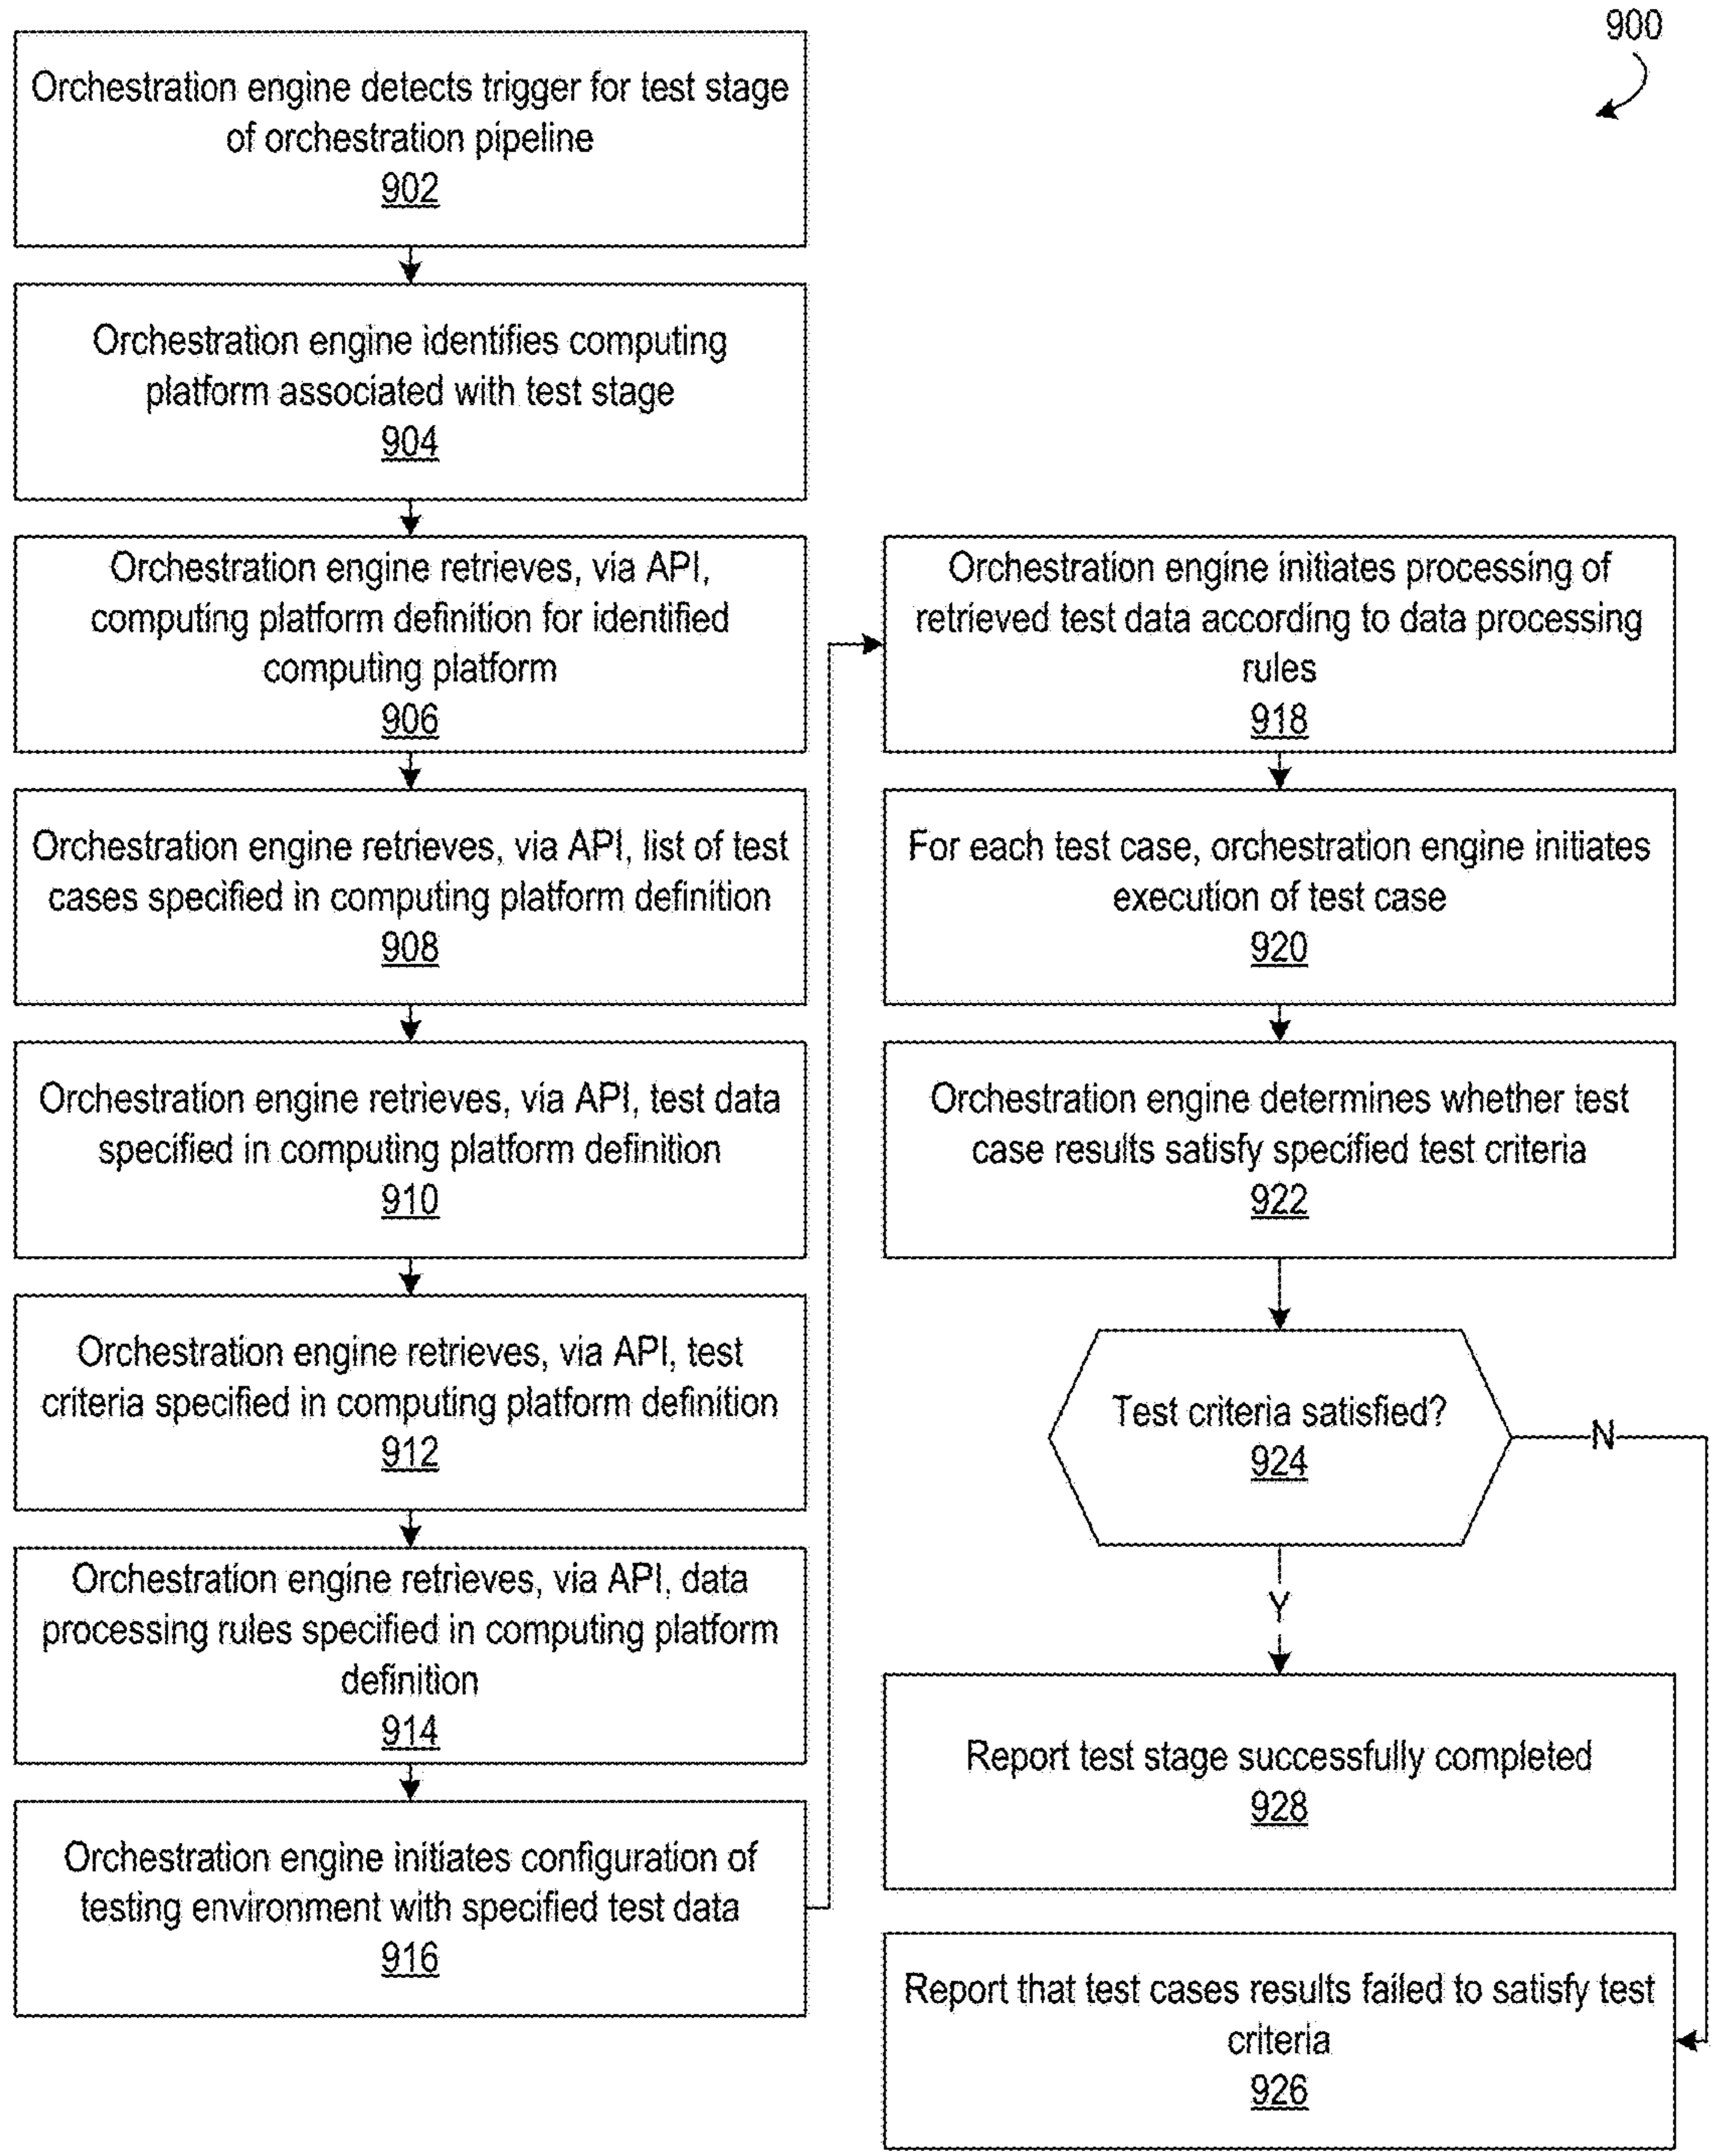 900
Orchestration engine detects trigger for test stage
of orchestration pipeline
902
Orchestration engine identifies computing
platform associated with test stage
904
Orchestration engine retrieves, via API,
computing platform definition for identified
computing platform
906
Orchestration engine retrieves, via API, list of test
cases specified in computing platform definition
908
Orchestration engine retrieves, via API, test data
specified in computing platform definition
910
Orchestration engine retrieves, via API, test
criteria specified in computing platform definition
912
Orchestration engine retrieves, via API, data
processing rules specified in computing platform
definition
914
Orchestration engine initiates configuration of
testing environment with specified test data
916
Orchestration engine initiates processing of
retrieved test data according to data processing
rules
918
For each test case, orchestration engine initiates
execution of test case
920
Orchestration engine determines whether test
case results satisfy specified test criteria
922
Test criteria satisfied?
924
N
Y
Report test stage successfully completed
928
Report that test cases results failed to satisfy test
criteria
926